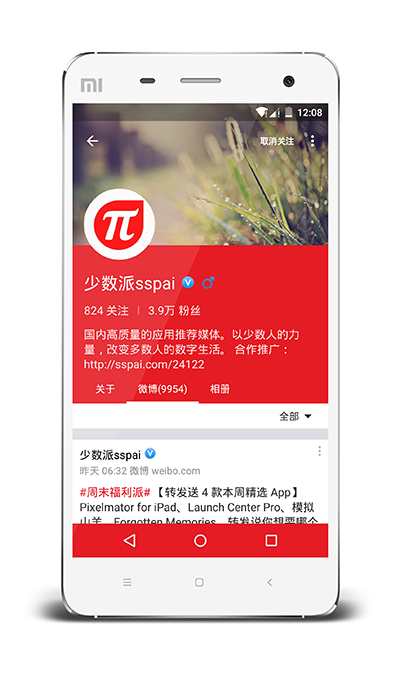 MI
12:08
取消关注
π
少数派sspai
824 关注 | 3.9万 粉丝
国内高质量的应用推荐媒体。以少数人的力
量，改变多数人的数字生活。 合作推广：
http://sspai.com/24122
关于 微博(9954) 相册
全部
少数派sspai
昨天 06:32 微博 weibo.com
#周末福利派# 【转发送 4 款本周精选 App】
Pixelmator for iPad、Launch Center Pro、模拟
山羊、Forgotten Memories，转发说你想要哪个